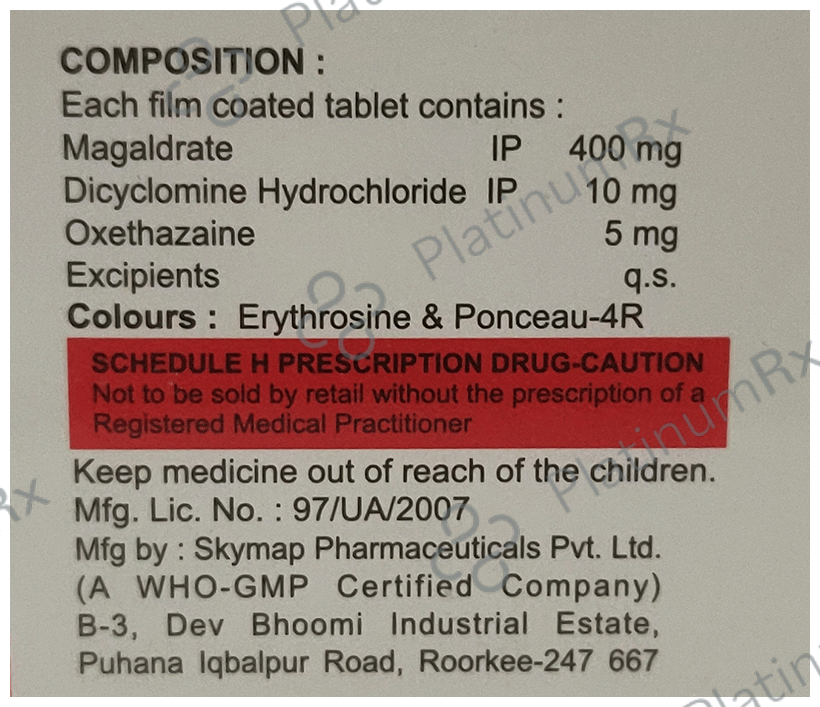 COMPOSITION :
Each film coated tablet contains :
Magaldrate IP 400 mg
Dicyclomine Hydrochloride IP 10 mg
Oxethazaine 5 mg
Excipients q.s.
Colours : Erythrosine & Ponceau-4R
SCHEDULE H PRESCRIPTION DRUG-CAUTION
Not to be sold by retail without the prescription of a
Registered Medical Practitioner
Keep medicine out of reach of the children.
Mfg. Lic. No. : 97/UA/2007
Mfg by : Skymap Pharmaceuticals Pvt. Ltd.
(A WHO-GMP Certified Company)
B-3, Dev Bhoomi Industrial Estate,
Puhana Iqbalpur Road, Roorkee-247 667
PlatinumRx
PlatinumRx